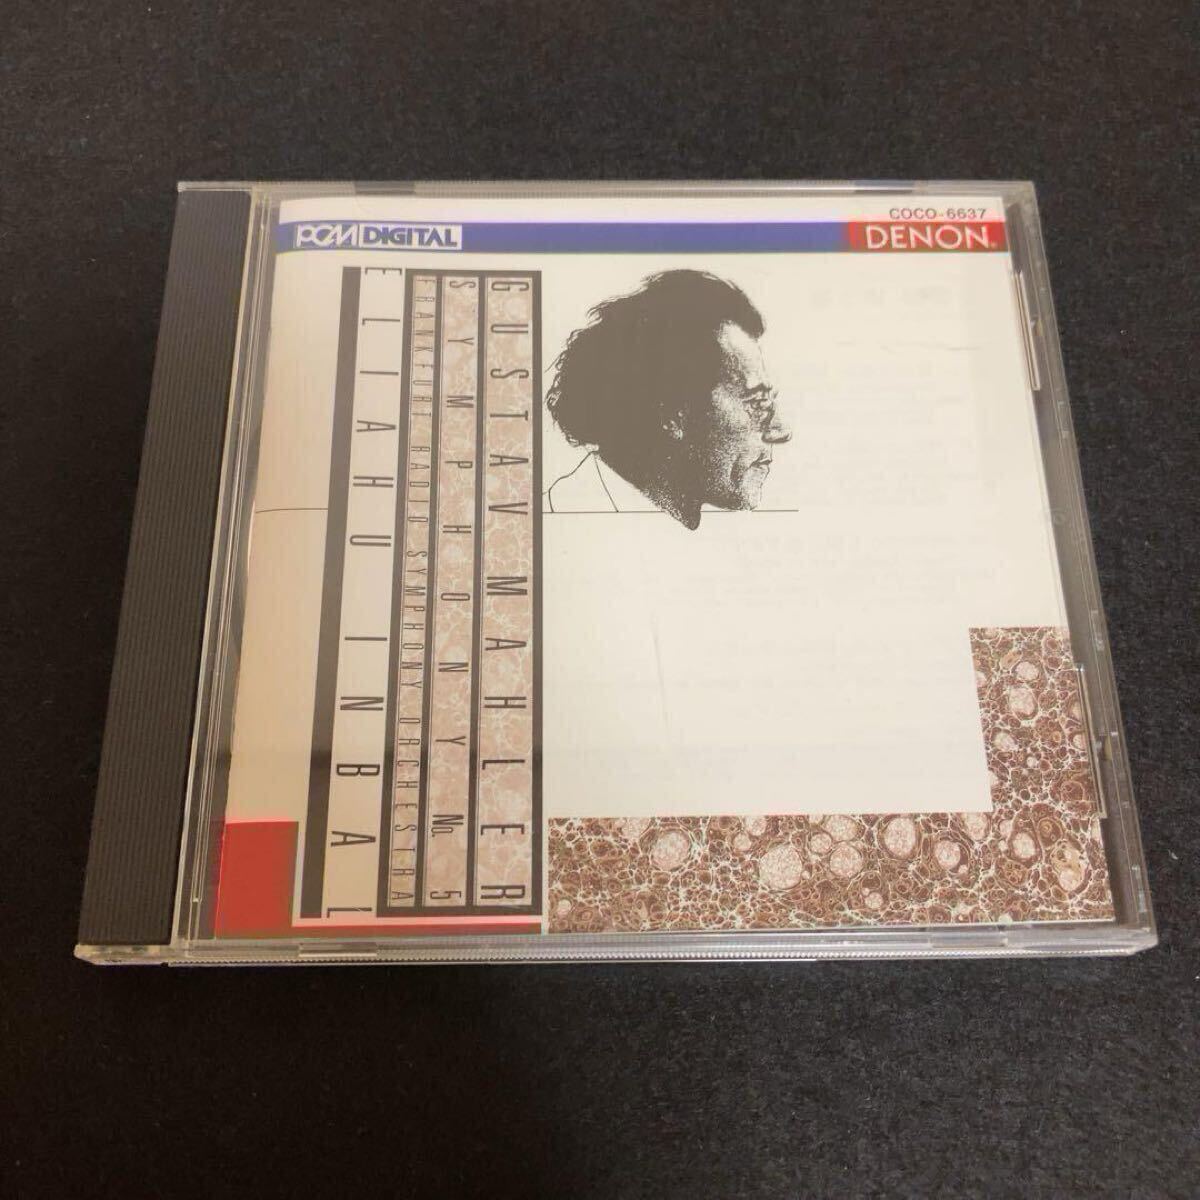 COCO-6637
PCM DIGITAL
DENON
GUSTAV MAHLER
SYMPHONY No. 5
FRANKFURT RADIO SYMPHONY ORCHESTRA
ELIAHU INBAL